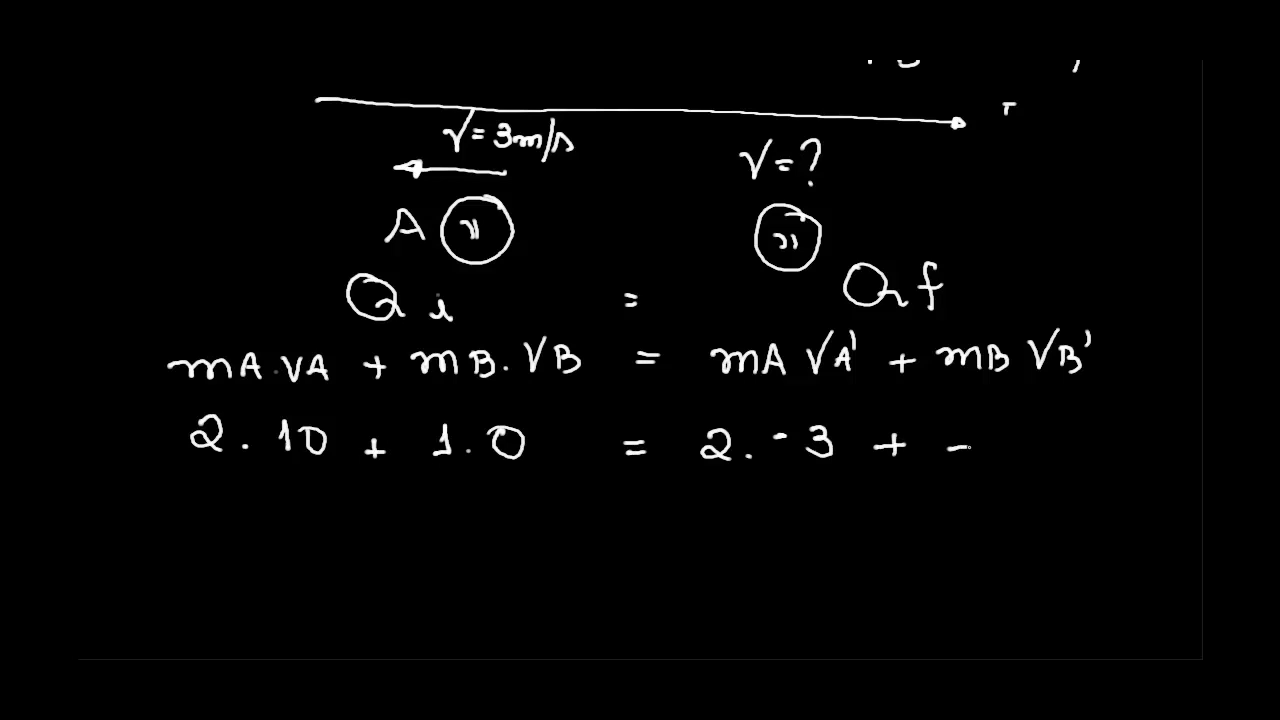 V = 3m/s
V = ?
A
Qi = Qf
mA.VA + mB.VB = mA VA' + mB VB'
2.10 + 1.0 = 2.-3 + -